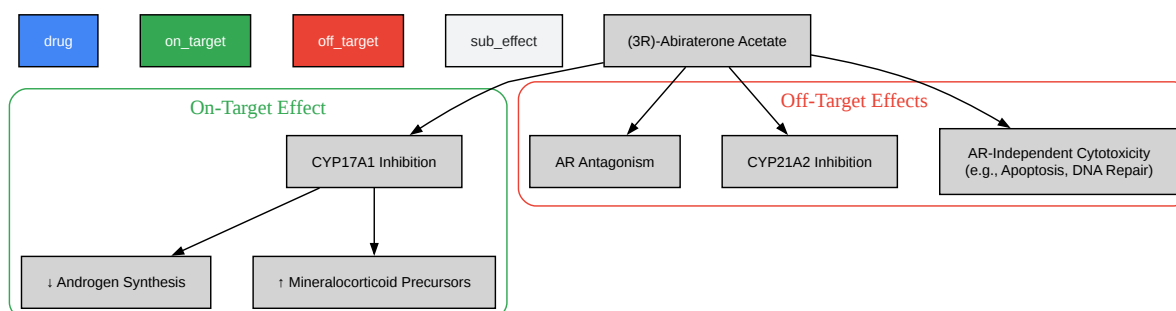 drug
on_target
off_target
sub_effect
(3R)-Abiraterone Acetate
On-Target Effect
Off-Target Effects
CYP17A1 Inhibition
AR Antagonism
CYP21A2 Inhibition
AR-Independent Cytotoxicity
(e.g., Apoptosis, DNA Repair)
↓ Androgen Synthesis
↑ Mineralocorticoid Precursors